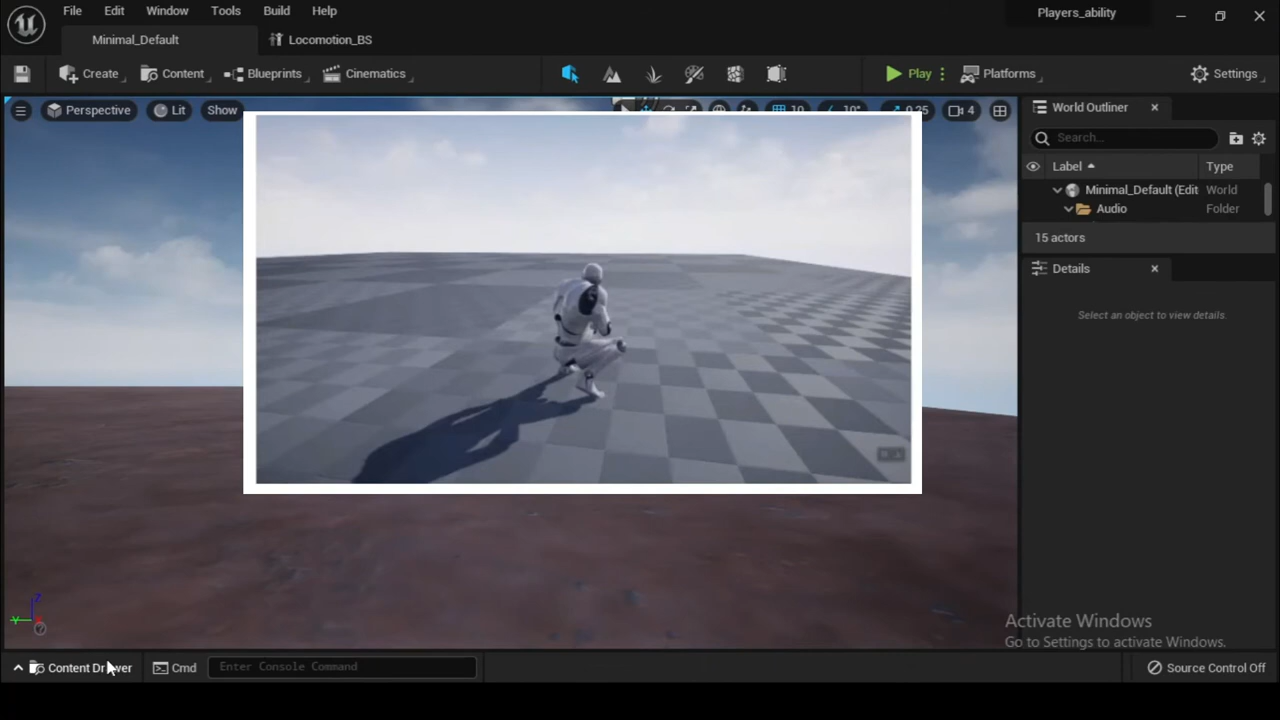 File Edit Window Tools Build Help
Players_ability
Minimal_Default
Locomotion_BS
Create
Content
Blueprints
Cinematics
Play
Platforms
Settings
Perspective
Lit
Show
10
10°
0.25
4
World Outliner
Search...
Label
Type
Minimal_Default (Edit
World
Audio
Folder
15 actors
Details
Select an object to view details.
Activate Windows
Go to Settings to activate Windows.
Content Drawer
Cmd
Enter Console Command
Source Control Off
Z
Y